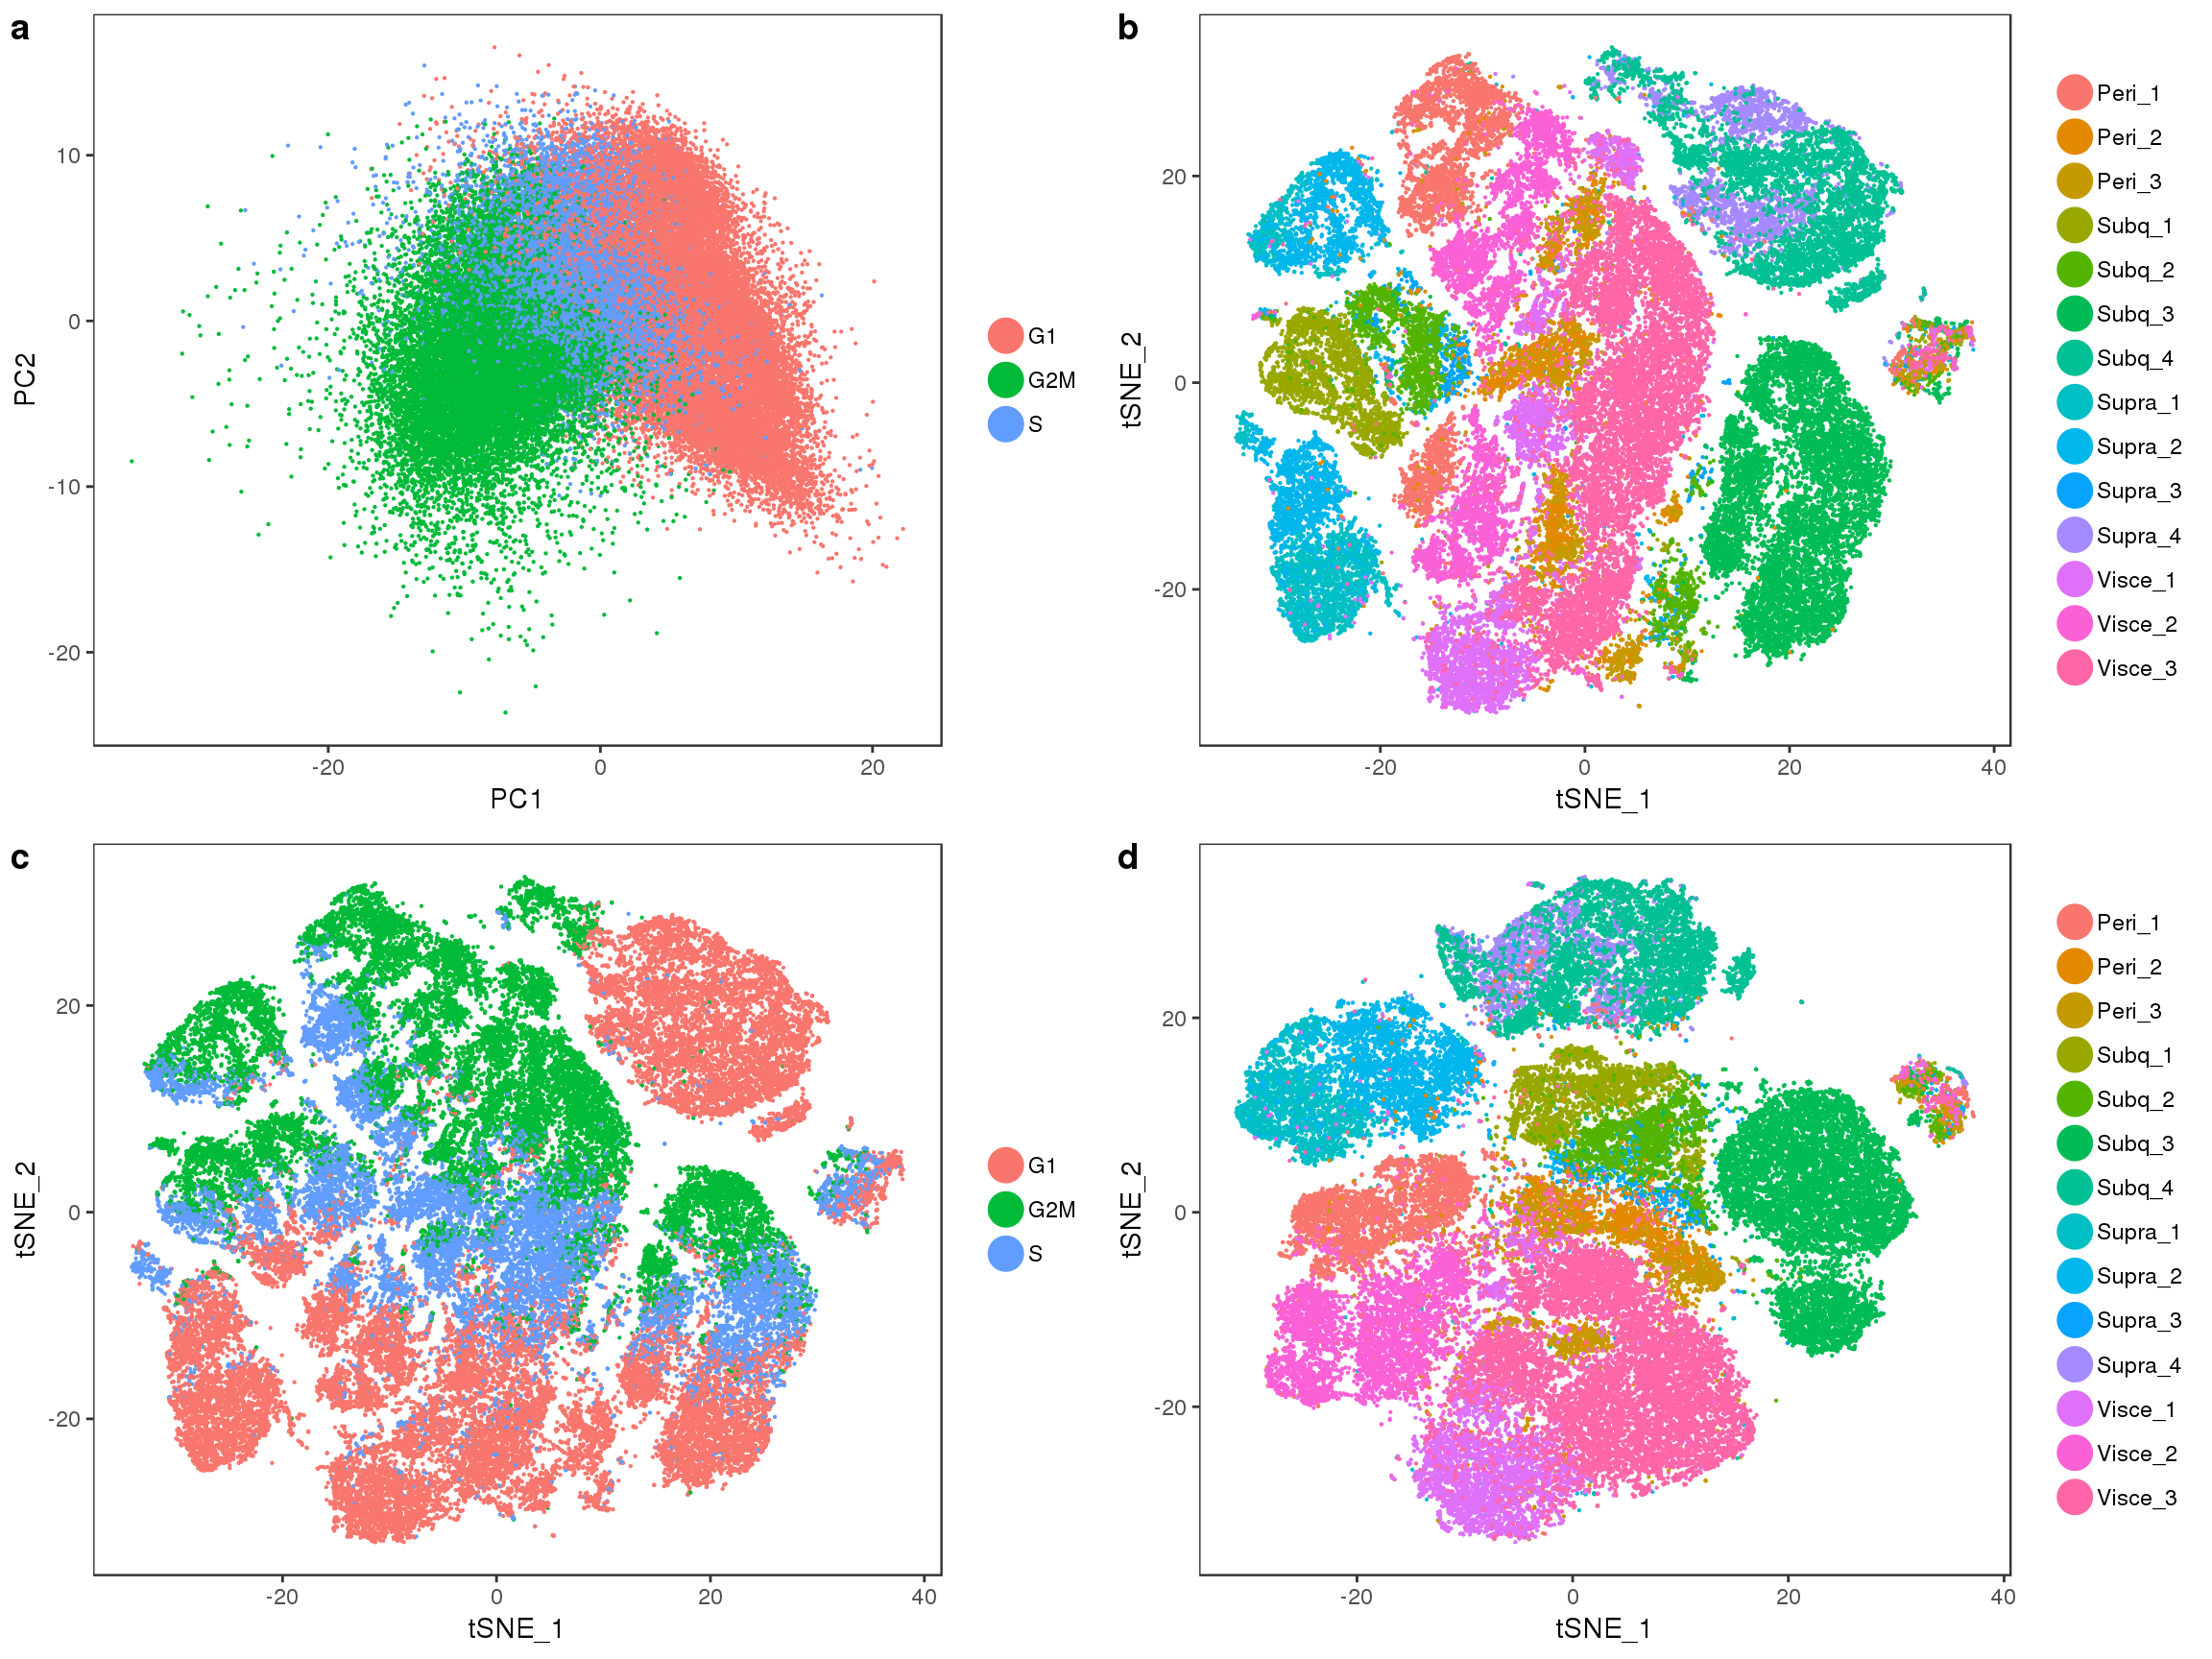 a
10
0
-10
-20
PC2
-20
0
20
PC1
G1
G2M
S
b
20
0
-20
tSNE_2
-20
0
20
40
tSNE_1
Peri_1
Peri_2
Peri_3
Subq_1
Subq_2
Subq_3
Subq_4
Supra_1
Supra_2
Supra_3
Supra_4
Visce_1
Visce_2
Visce_3
c
20
0
-20
tSNE_2
-20
0
20
40
tSNE_1
G1
G2M
S
d
20
0
-20
tSNE_2
-20
0
20
40
tSNE_1
Peri_1
Peri_2
Peri_3
Subq_1
Subq_2
Subq_3
Subq_4
Supra_1
Supra_2
Supra_3
Supra_4
Visce_1
Visce_2
Visce_3